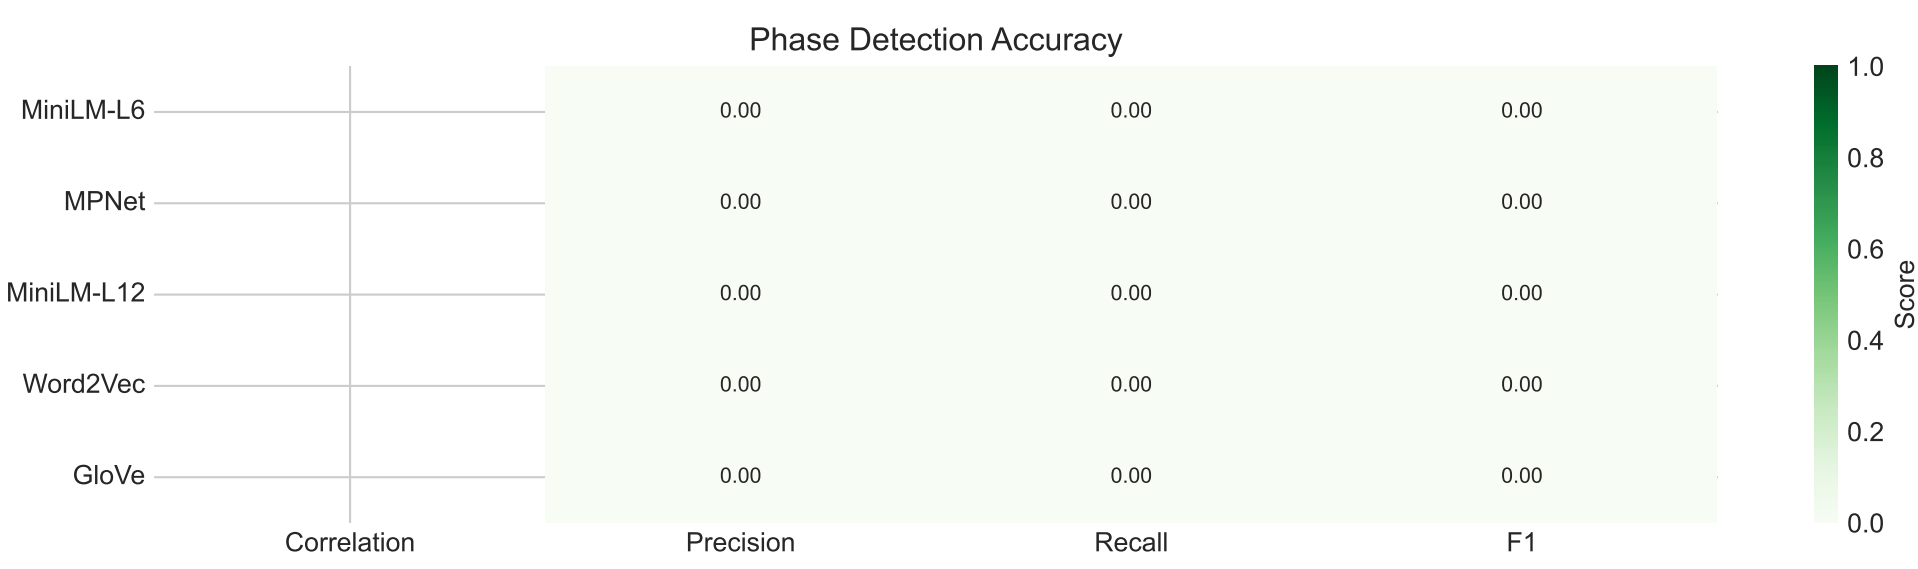 Phase Detection Accuracy
MiniLM-L6 0.00 0.00 0.00
MPNet 0.00 0.00 0.00
MiniLM-L12 0.00 0.00 0.00
Word2Vec 0.00 0.00 0.00
GloVe 0.00 0.00 0.00
Correlation Precision Recall F1
1.0
0.8
0.6
0.4
0.2
0.0
Score